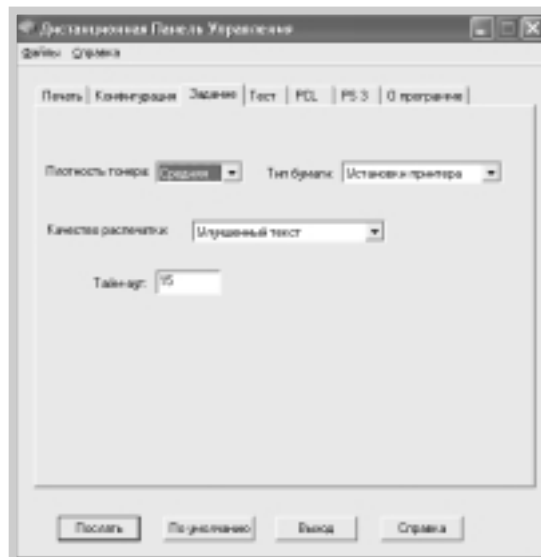 Дистанционная Панель Управления
Файлы Справка
Печать Конфигурация Задание Тест PCL PS 3 О программе
Плотность тонера: Средняя Тип бумаги: Установки принтера
Качество распечатки: Улучшенный текст
Тайм-аут: 15
Послать По умолчанию Выход Справка